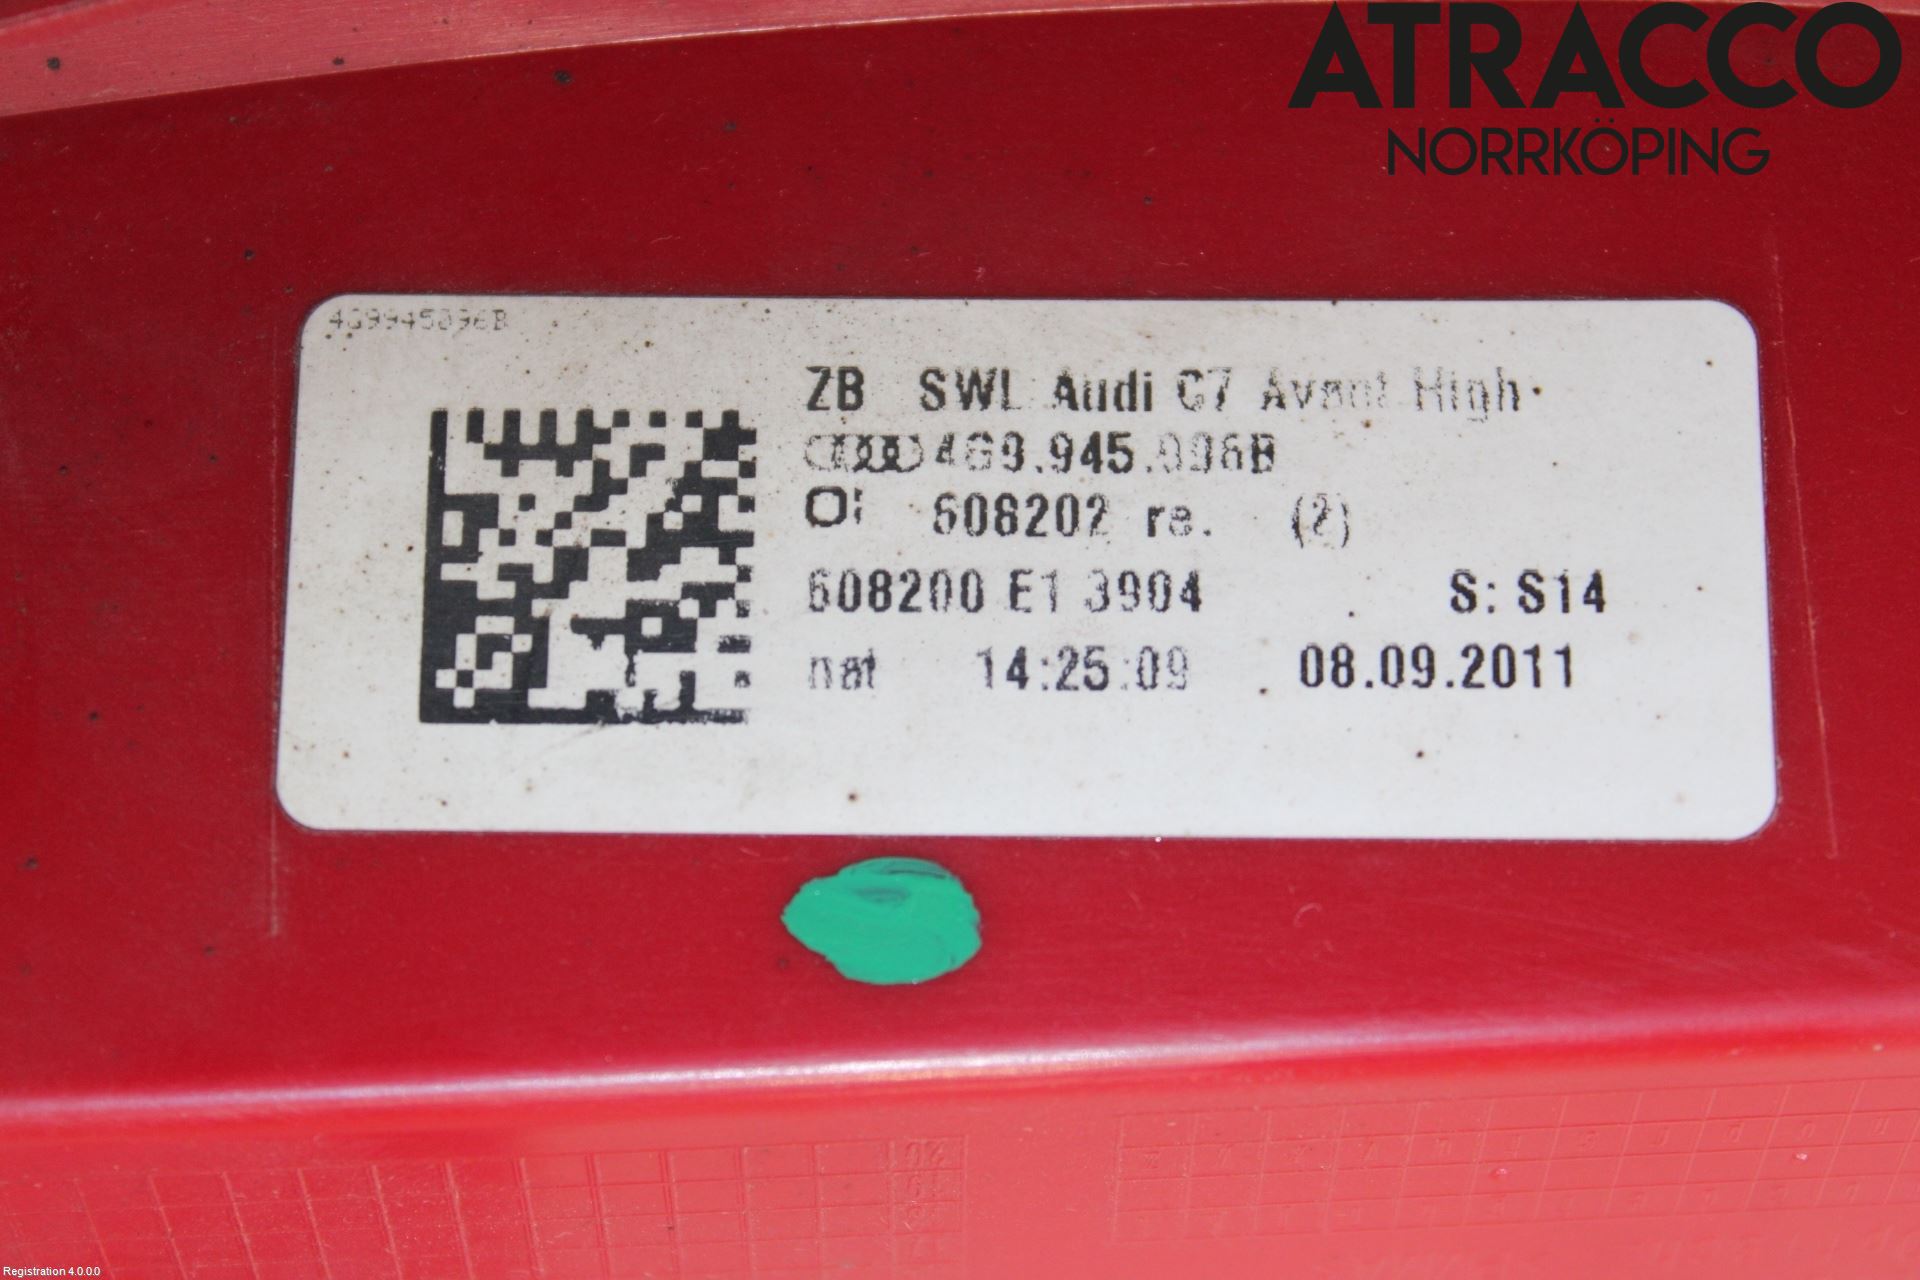 ATRACCO
NORRKÖPING
4G9945096B
ZB SWL Audi C7 Avant High
4G9.945.096B
608202 re. (2)
608200 E1 3904 S: S14
nat 14:25:09 08.09.2011
Registration 4.0.0.0